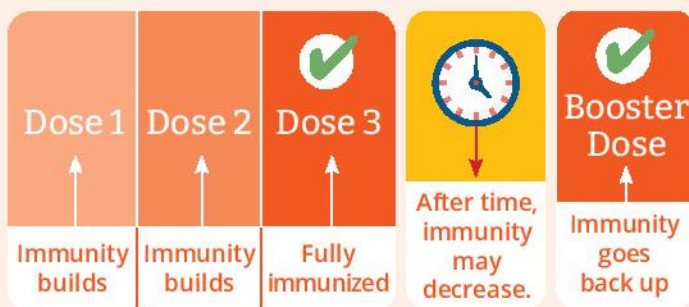 Dose 1
Immunity
builds
Dose 2
Immunity
builds
Dose 3
Fully
immunized
After time,
immunity
may
decrease.
Booster
Dose
Immunity
goes
back up